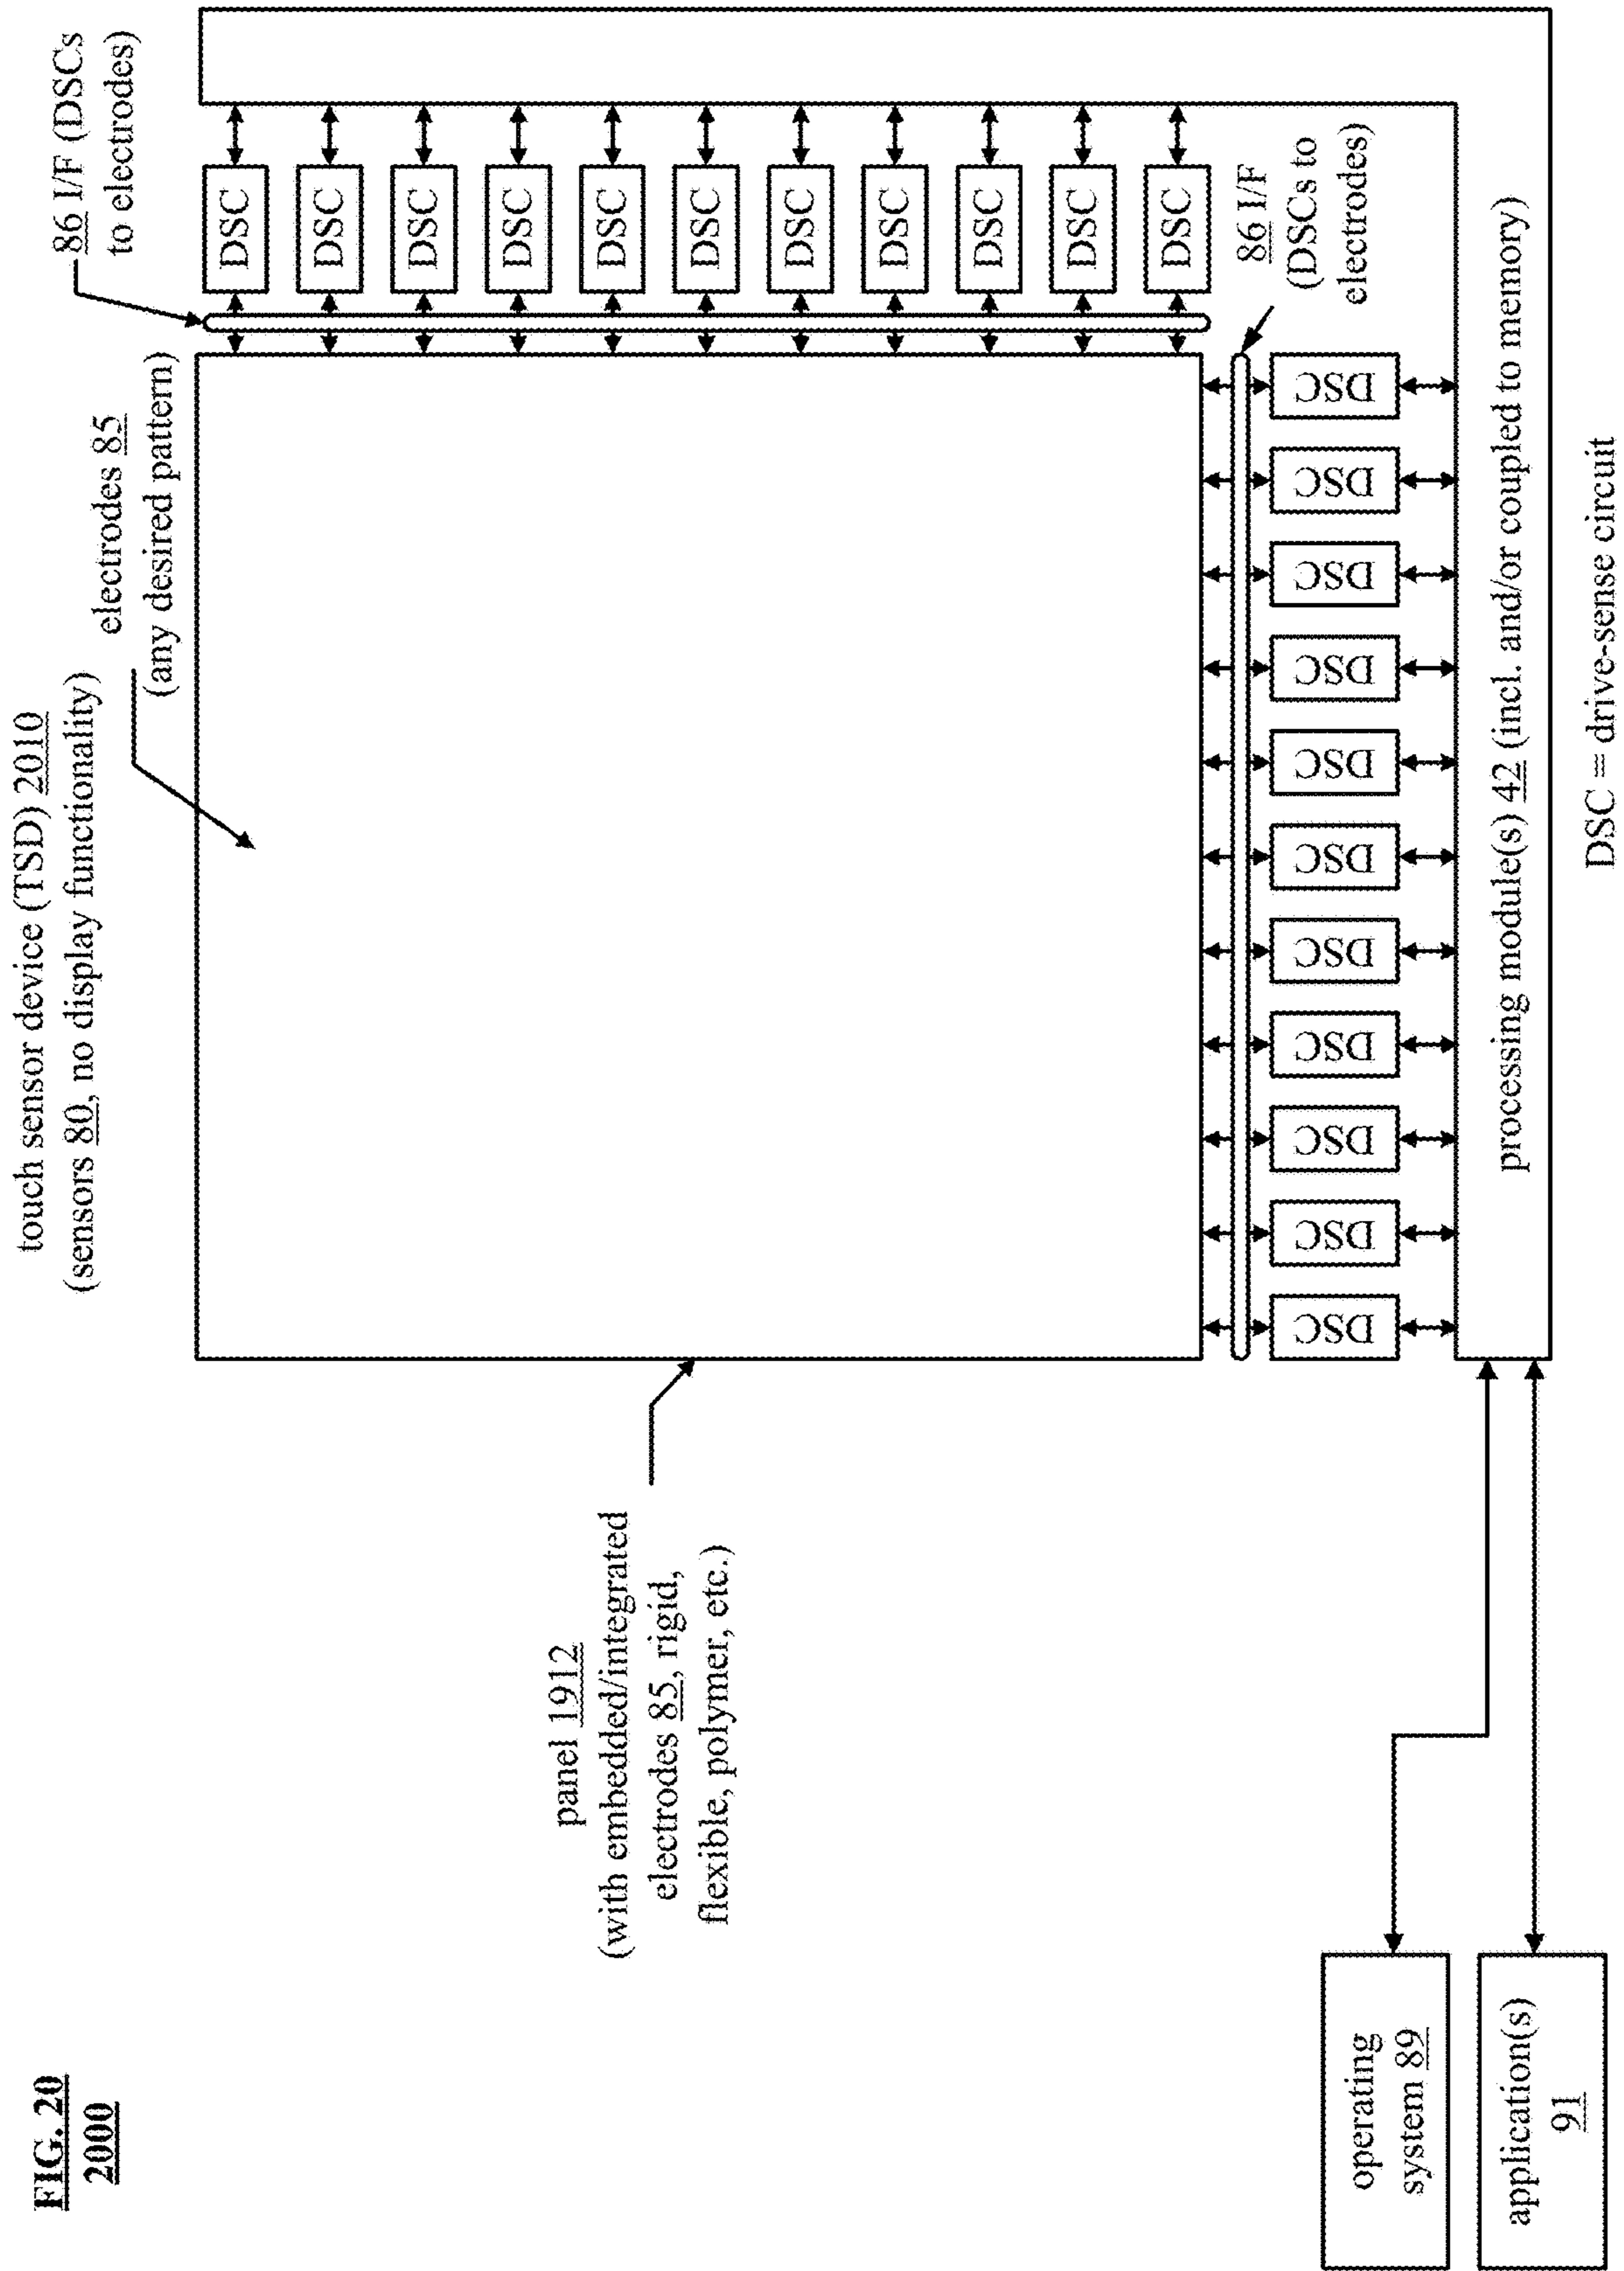 FIG. 20
2000
touch sensor device (TSD) 2010
(sensors 80, no display functionality)
electrodes 85
(any desired pattern)
86 I/F (DSCs
to electrodes)
panel 1912
(with embedded/integrated
electrodes 85, rigid,
flexible, polymer, etc.)
DSC
DSC
DSC
DSC
DSC
DSC
DSC
DSC
DSC
DSC
DSC
86 I/F
(DSCs to
electrodes)
DSC
DSC
DSC
DSC
DSC
DSC
DSC
DSC
DSC
DSC
DSC
operating
system 89
application(s)
91
processing module(s) 42 (incl. and/or coupled to memory)
DSC = drive-sense circuit